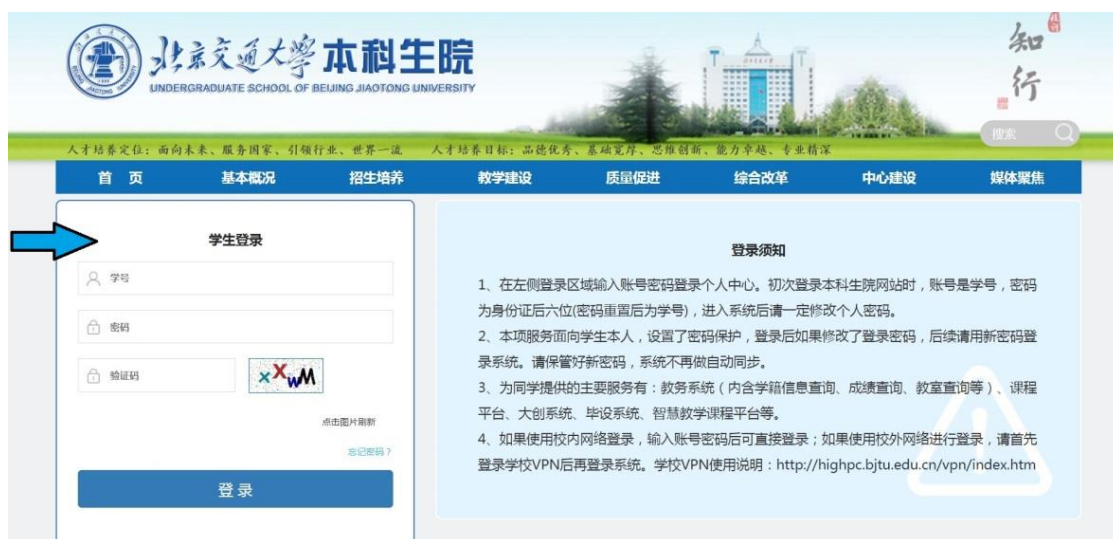 北京交通大学 本科生院
UNDERGRADUATE SCHOOL OF BEIJING JIAOTONG UNIVERSITY
知行
搜索
人才培养定位：面向未来、服务国家、引领行业、世界一流 人才培养目标：品德优秀、基础宽厚、思维创新、能力卓越、专业精深
首 页 基本概况 招生培养 教学建设 质量促进 综合改革 中心建设 媒体聚焦
学生登录
学号
密码
验证码 xXwM
点击图片刷新
忘记密码？
登 录
登录须知
1、在左侧登录区域输入账号密码登录个人中心。初次登录本科生院网站时，账号是学号，密码
为身份证后六位(密码重置后为学号)，进入系统后请一定修改个人密码。
2、本项服务面向学生本人，设置了密码保护，登录后如果修改了登录密码，后续请用新密码登
录系统。请保管好新密码，系统不再做自动同步。
3、为同学提供的主要服务有：教务系统（内含学籍信息查询、成绩查询、教室查询等）、课程
平台、大创系统、毕设系统、智慧教学课程平台等。
4、如果使用校内网络登录，输入账号密码后可直接登录；如果使用校外网络进行登录，请首先
登录学校VPN后再登录系统。学校VPN使用说明：http://highpc.bjtu.edu.cn/vpn/index.htm